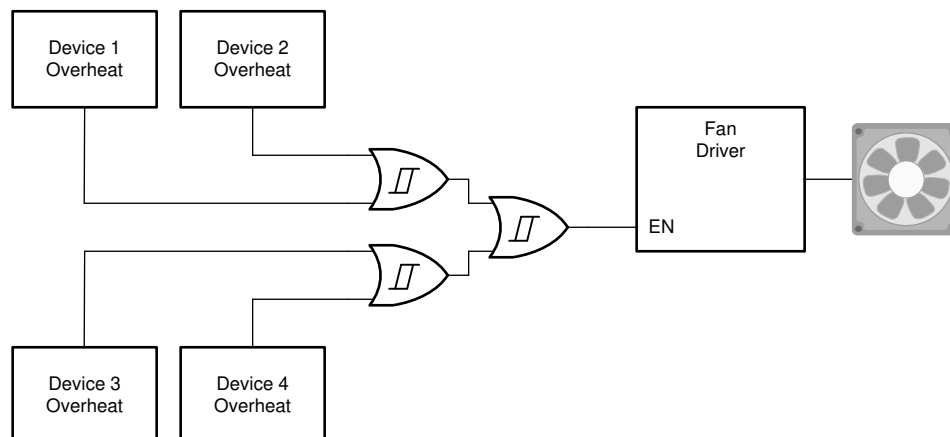 Device 1
Overheat
Device 2
Overheat
Fan
Driver
EN
Device 3
Overheat
Device 4
Overheat